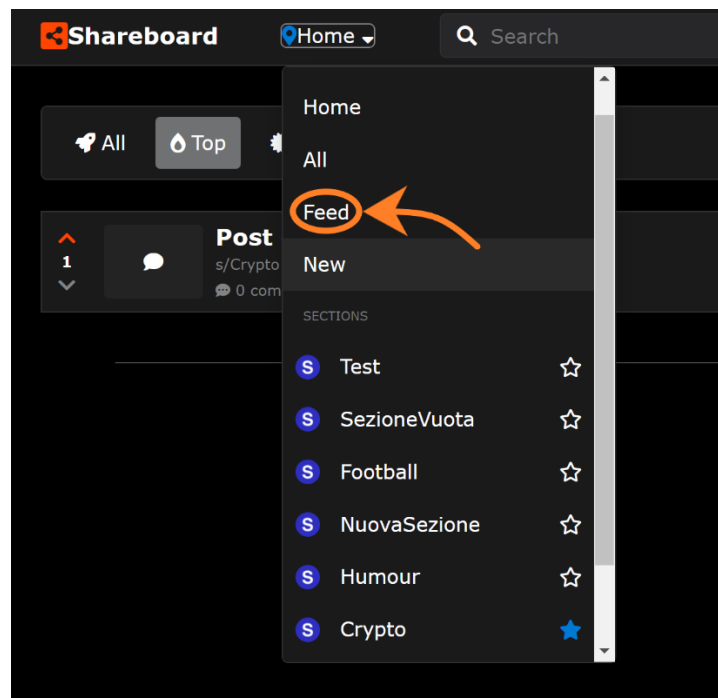 Shareboard
Home
Search
All
Top
Home
All
Feed
New
SECTIONS
S Test
S SezioneVuota
S Football
S NuovaSezione
S Humour
S Crypto
Post
1
s/Crypto
0 com